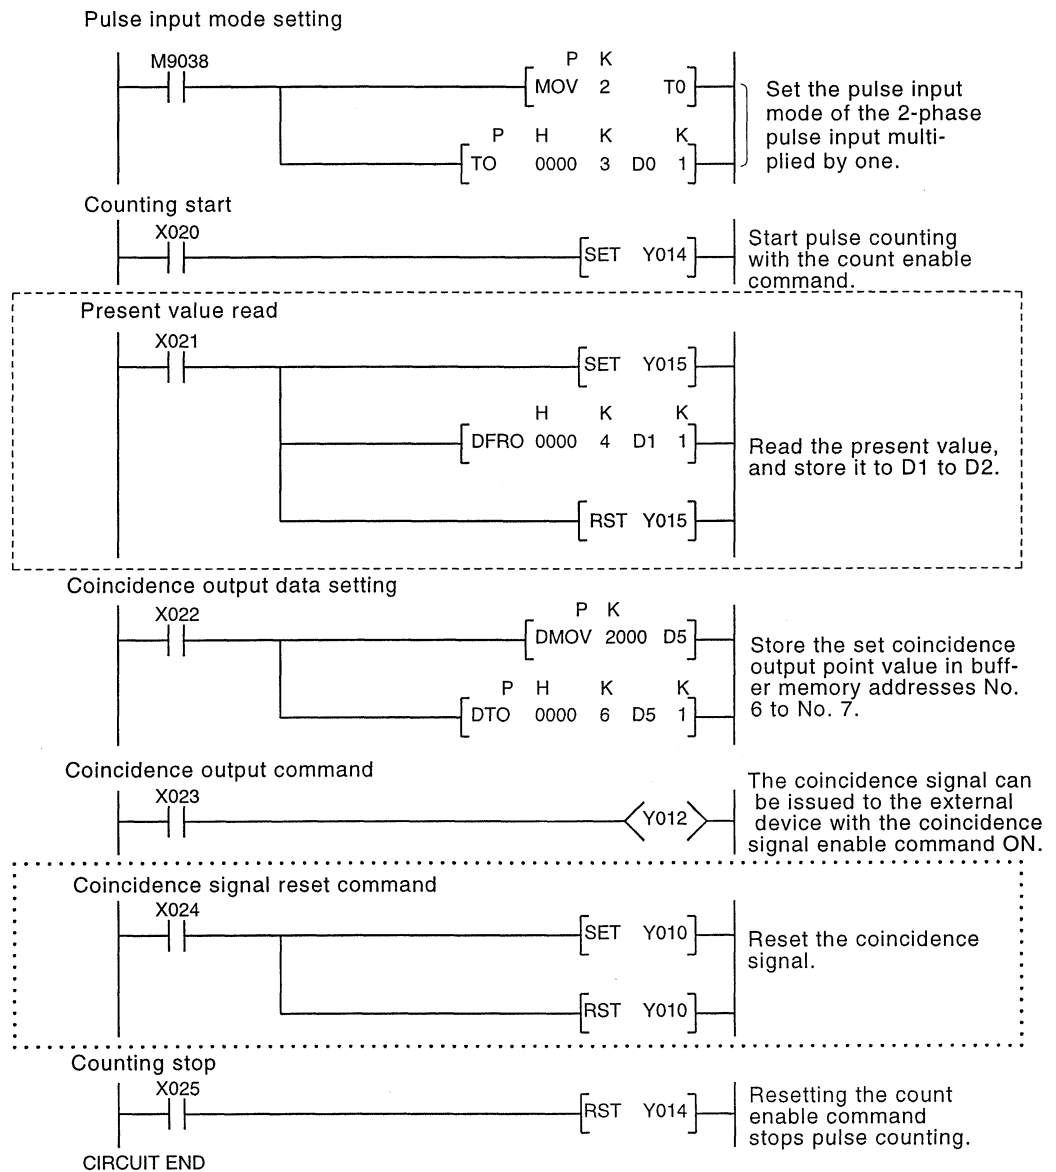 Pulse input mode setting
M9038
P K
MOV 2 T0
P H K K
TO 0000 3 D0 1
Set the pulse input
mode of the 2-phase
pulse input multi-
plied by one.
Counting start
X020
SET Y014
Start pulse counting
with the count enable
command.
Present value read
X021
SET Y015
H K K
DFRO 0000 4 D1 1
RST Y015
Read the present value,
and store it to D1 to D2.
Coincidence output data setting
X022
P K
DMOV 2000 D5
P H K K
DTO 0000 6 D5 1
Store the set coincidence
output point value in buff-
er memory addresses No.
6 to No. 7.
Coincidence output command
X023
Y012
The coincidence signal can
be issued to the external
device with the coincidence
signal enable command ON.
Coincidence signal reset command
X024
SET Y010
RST Y010
Reset the coincidence
signal.
Counting stop
X025
RST Y014
Resetting the count
enable command
stops pulse counting.
CIRCUIT END